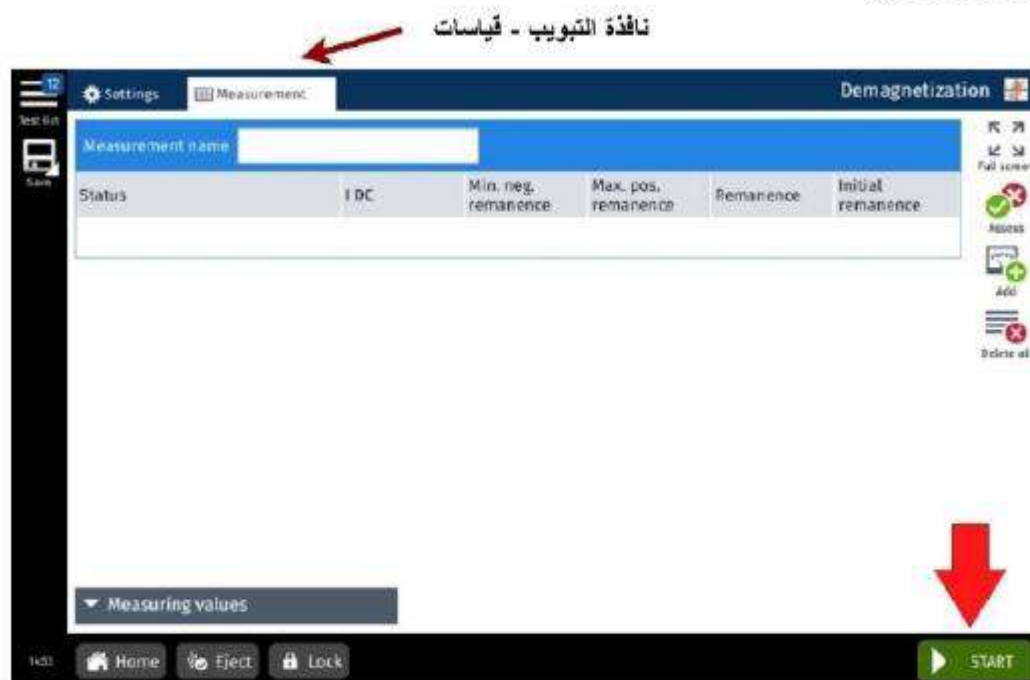 نافذة التبويب - قياسات
12
Settings
Measurement
Demagnetization
Test list
Save
Measurement name
Status
I DC
Min. neg. remanence
Max. pos. remanence
Remanence
Initial remanence
Full screen
Assess
Add
Delete all
Measuring values
Home
Eject
Lock
START